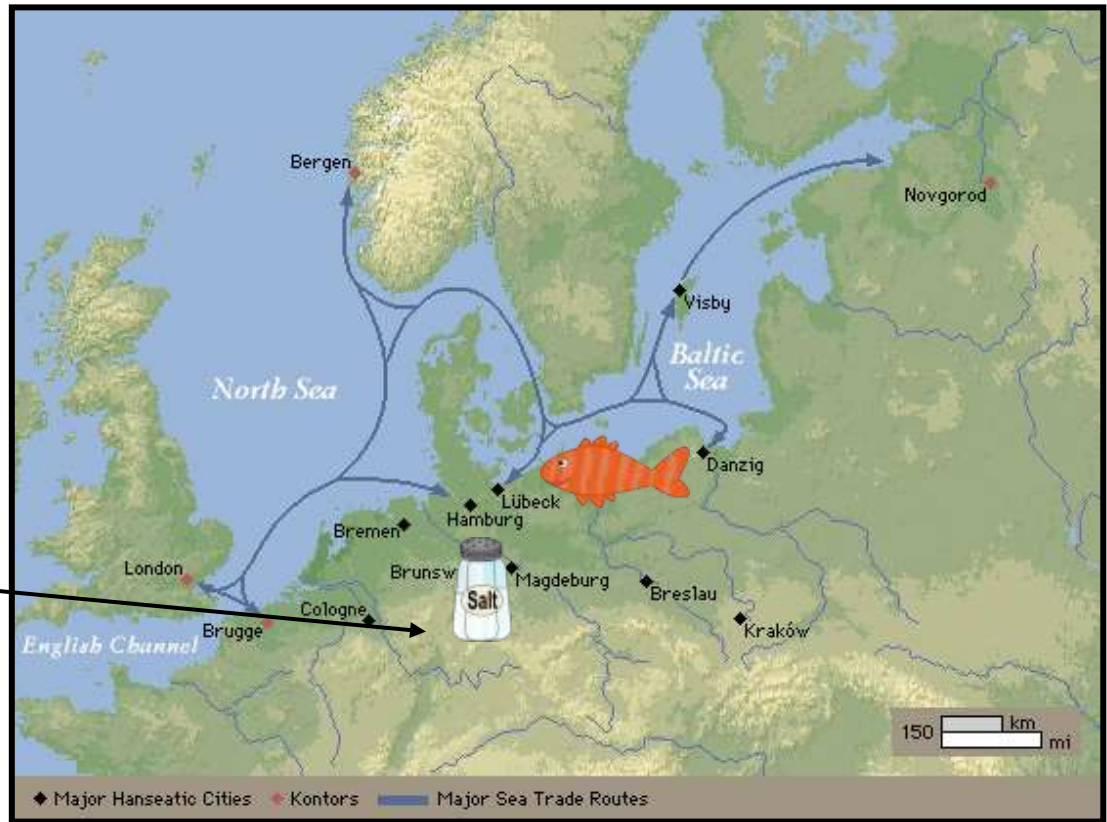 Bergen
Novgorod
Visby
Baltic
Sea
North Sea
Danzig
Lübeck
Hamburg
Bremen
London
Brunsw
Magdeburg
Salt
Breslau
Cologne
Brugge
Kraków
English Channel
150 km
mi
Major Hanseatic Cities Kontors Major Sea Trade Routes